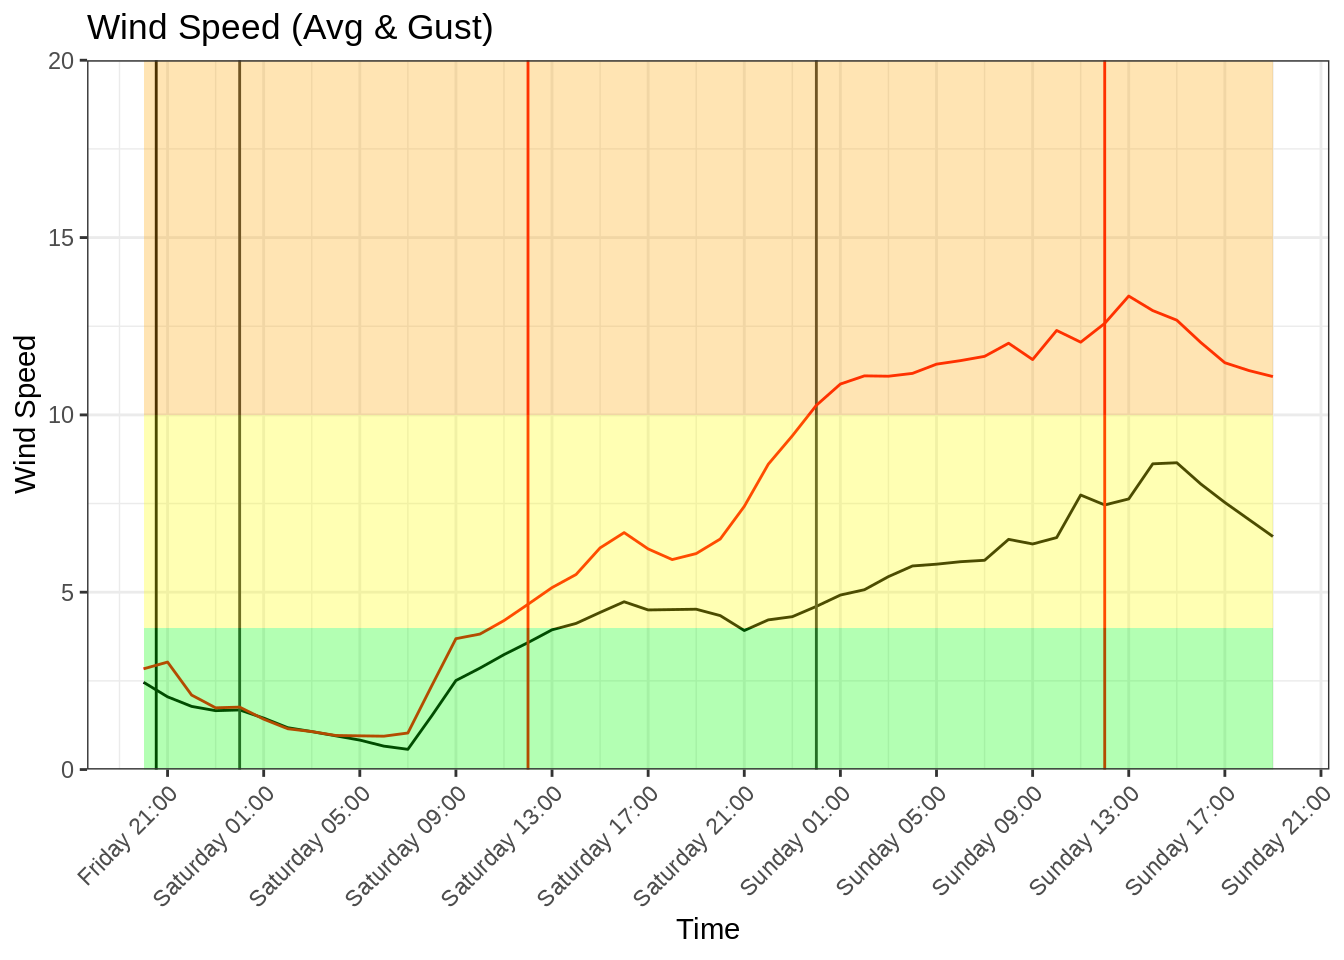 Wind Speed (Avg & Gust)
Wind Speed
20
15
10
5
0
Friday 21:00
Saturday 01:00
Saturday 05:00
Saturday 09:00
Saturday 13:00
Saturday 17:00
Saturday 21:00
Sunday 01:00
Sunday 05:00
Sunday 09:00
Sunday 13:00
Sunday 17:00
Sunday 21:00
Time